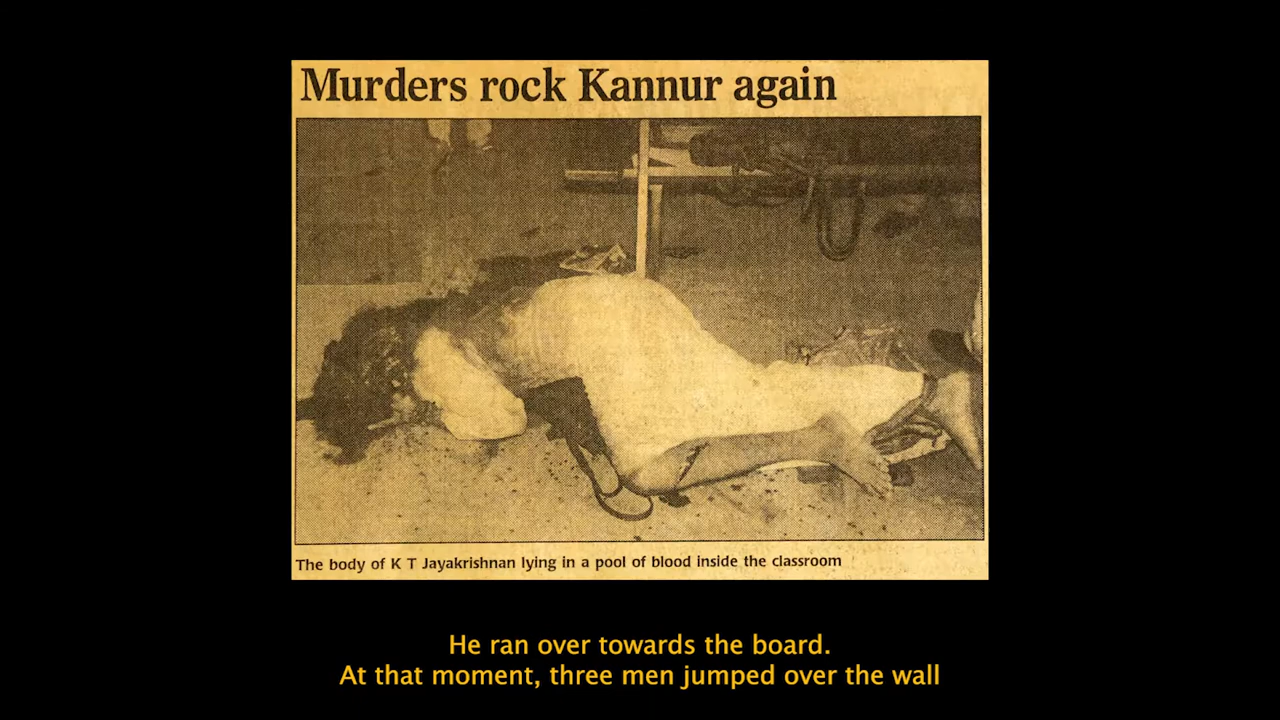 Murders rock Kannur again
The body of K T Jayakrishnan lying in a pool of blood inside the classroom
He ran over towards the board.
At that moment, three men jumped over the wall